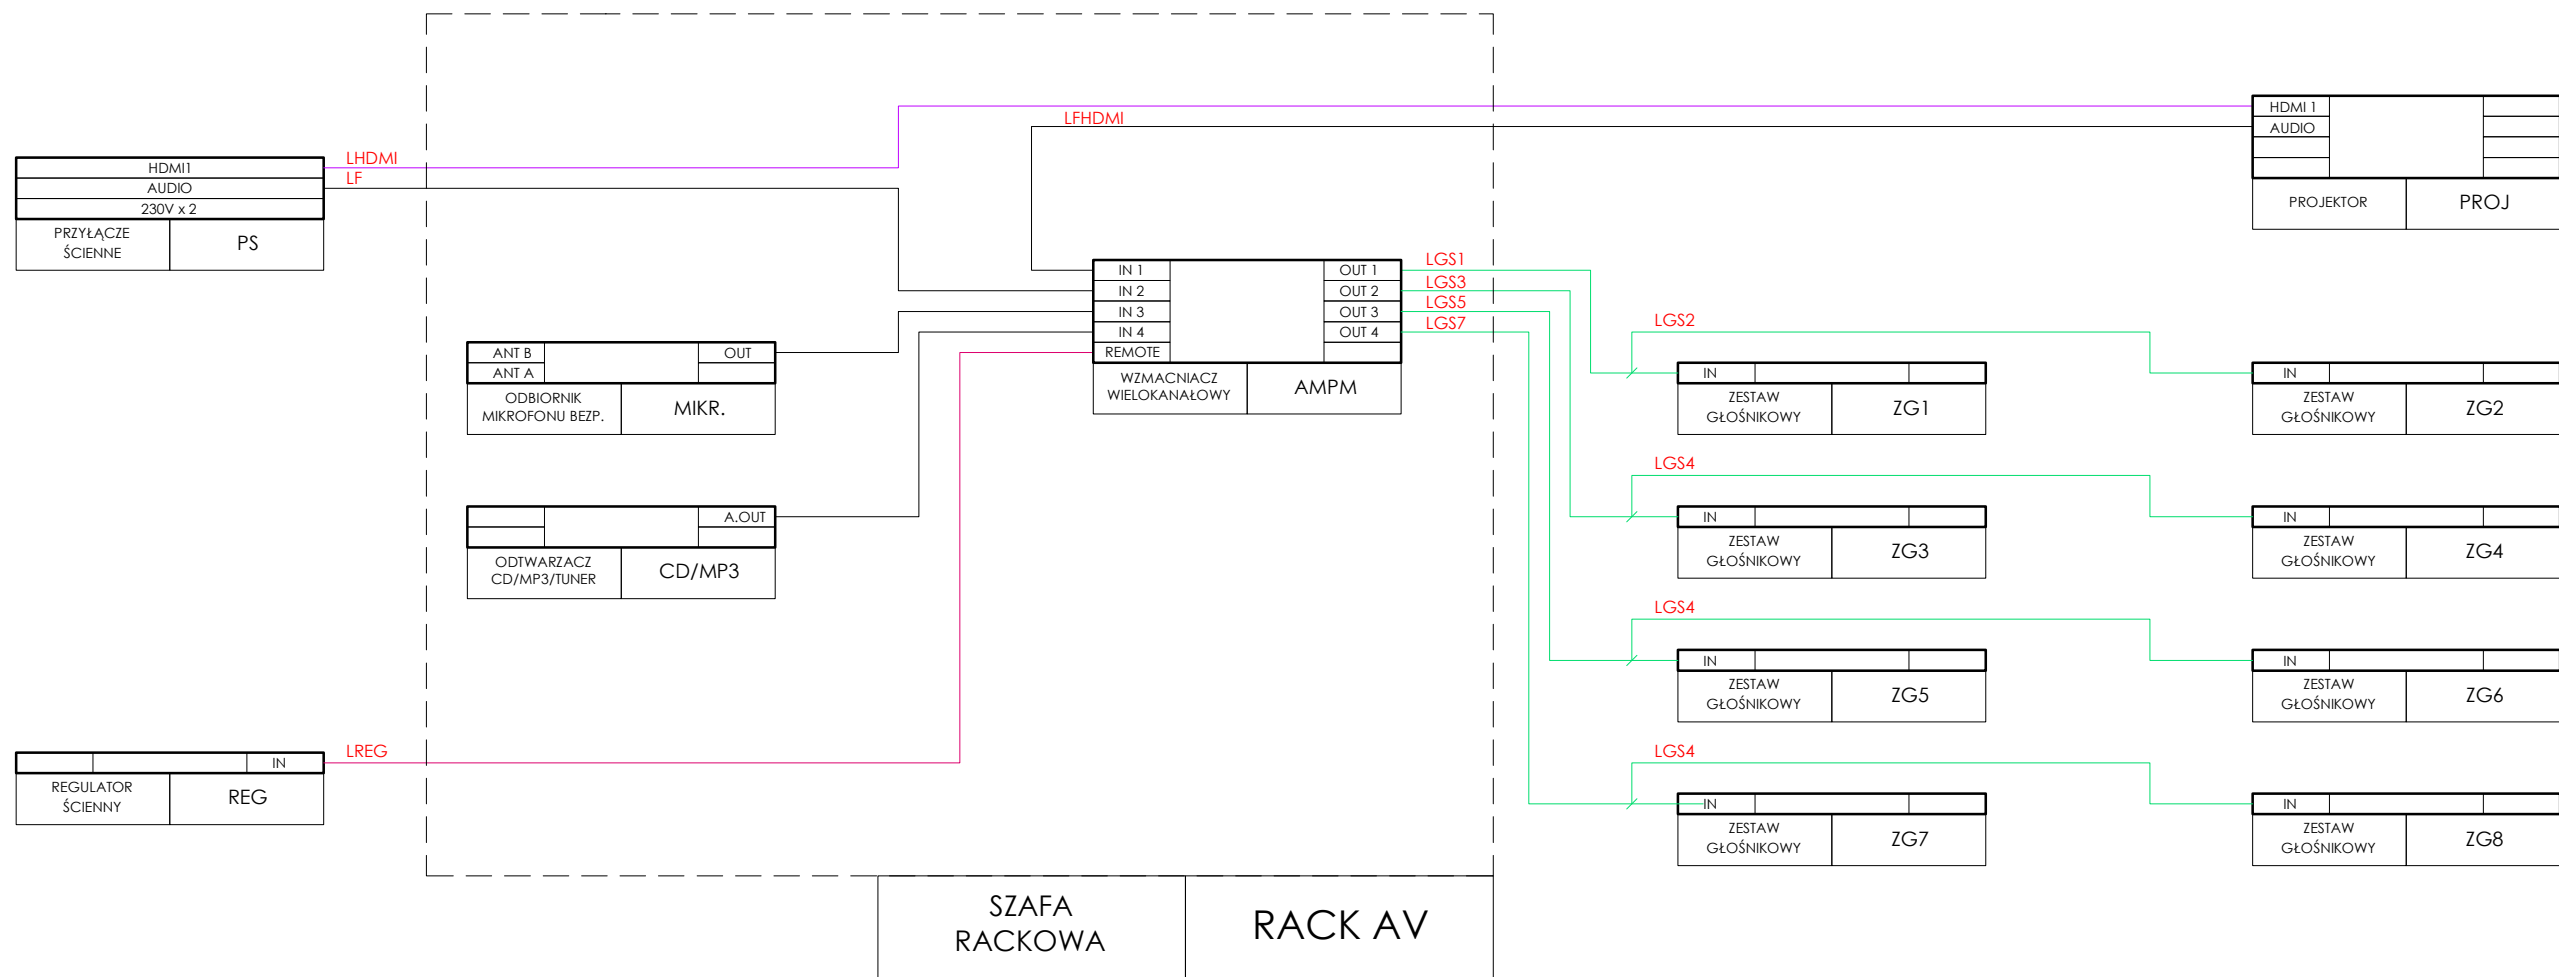 LFHDMI
HDMI 1
AUDIO
PROJEKTOR
PROJ
LHDMI
LF
HDMI1
AUDIO
230V x 2
PRZYŁĄCZE
ŚCIENNE
PS
IN 1
IN 2
IN 3
IN 4
REMOTE
OUT 1
OUT 2
OUT 3
OUT 4
WZMACNIACZ
WIELOKANAŁOWY
AMPM
LGS1
LGS3
LGS5
LGS7
ANT B
ANT A
OUT
ODBIORNIK
MIKROFONU BEZP.
MIKR.
LGS2
IN
ZESTAW
GŁOŚNIKOWY
ZG1
IN
ZESTAW
GŁOŚNIKOWY
ZG2
A.OUT
ODTWARZACZ
CD/MP3/TUNER
CD/MP3
LGS4
IN
ZESTAW
GŁOŚNIKOWY
ZG3
IN
ZESTAW
GŁOŚNIKOWY
ZG4
LGS4
IN
ZESTAW
GŁOŚNIKOWY
ZG5
IN
ZESTAW
GŁOŚNIKOWY
ZG6
LREG
IN
REGULATOR
ŚCIENNY
REG
LGS4
IN
ZESTAW
GŁOŚNIKOWY
ZG7
IN
ZESTAW
GŁOŚNIKOWY
ZG8
SZAFA
RACKOWA
RACK AV